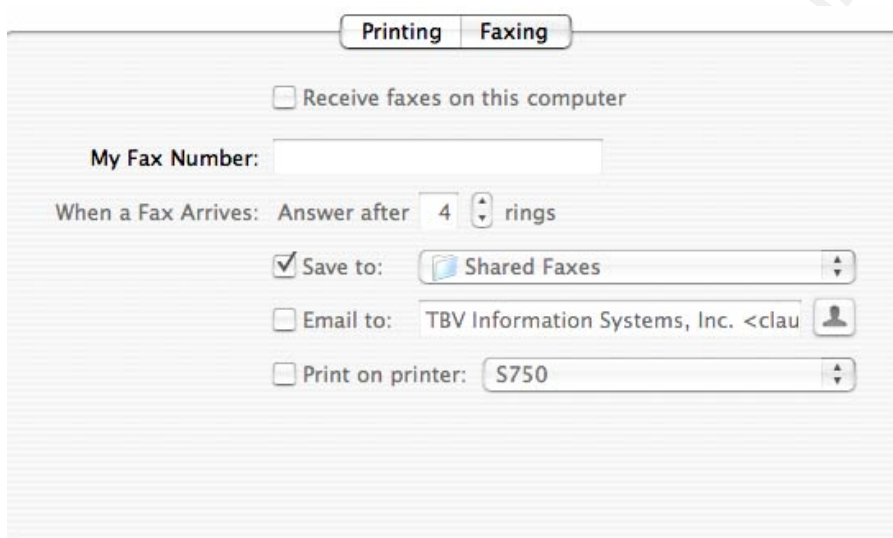 Printing Faxing
Receive faxes on this computer
My Fax Number:
When a Fax Arrives: Answer after 4 rings
Save to: Shared Faxes
Email to: TBV Information Systems, Inc. <clau
Print on printer: S750